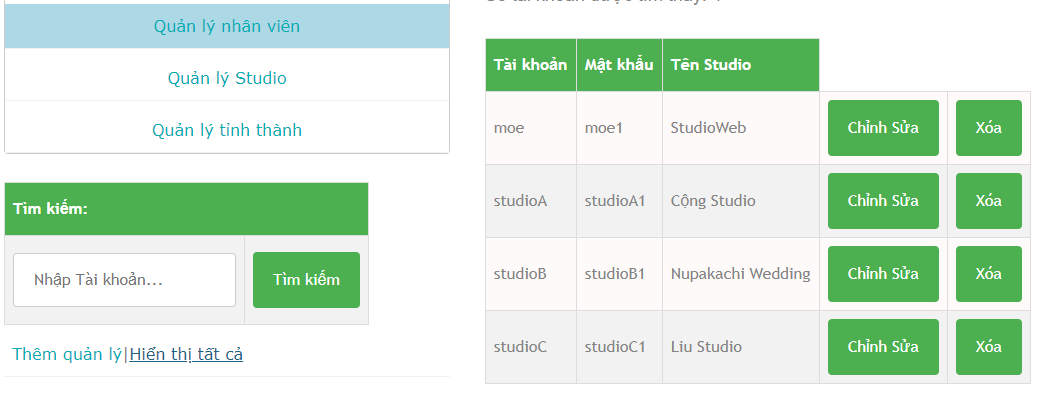 Quản lý nhân viên
Quản lý Studio
Quản lý tỉnh thành
Tìm kiếm:
Nhập Tài khoản... Tìm kiếm
Thêm quản lý|Hiển thị tất cả
Tài khoản Mật khẩu Tên Studio
moe moe1 StudioWeb Chỉnh Sửa Xóa
studioA studioA1 Cộng Studio Chỉnh Sửa Xóa
studioB studioB1 Nupakachi Wedding Chỉnh Sửa Xóa
studioC studioC1 Liu Studio Chỉnh Sửa Xóa